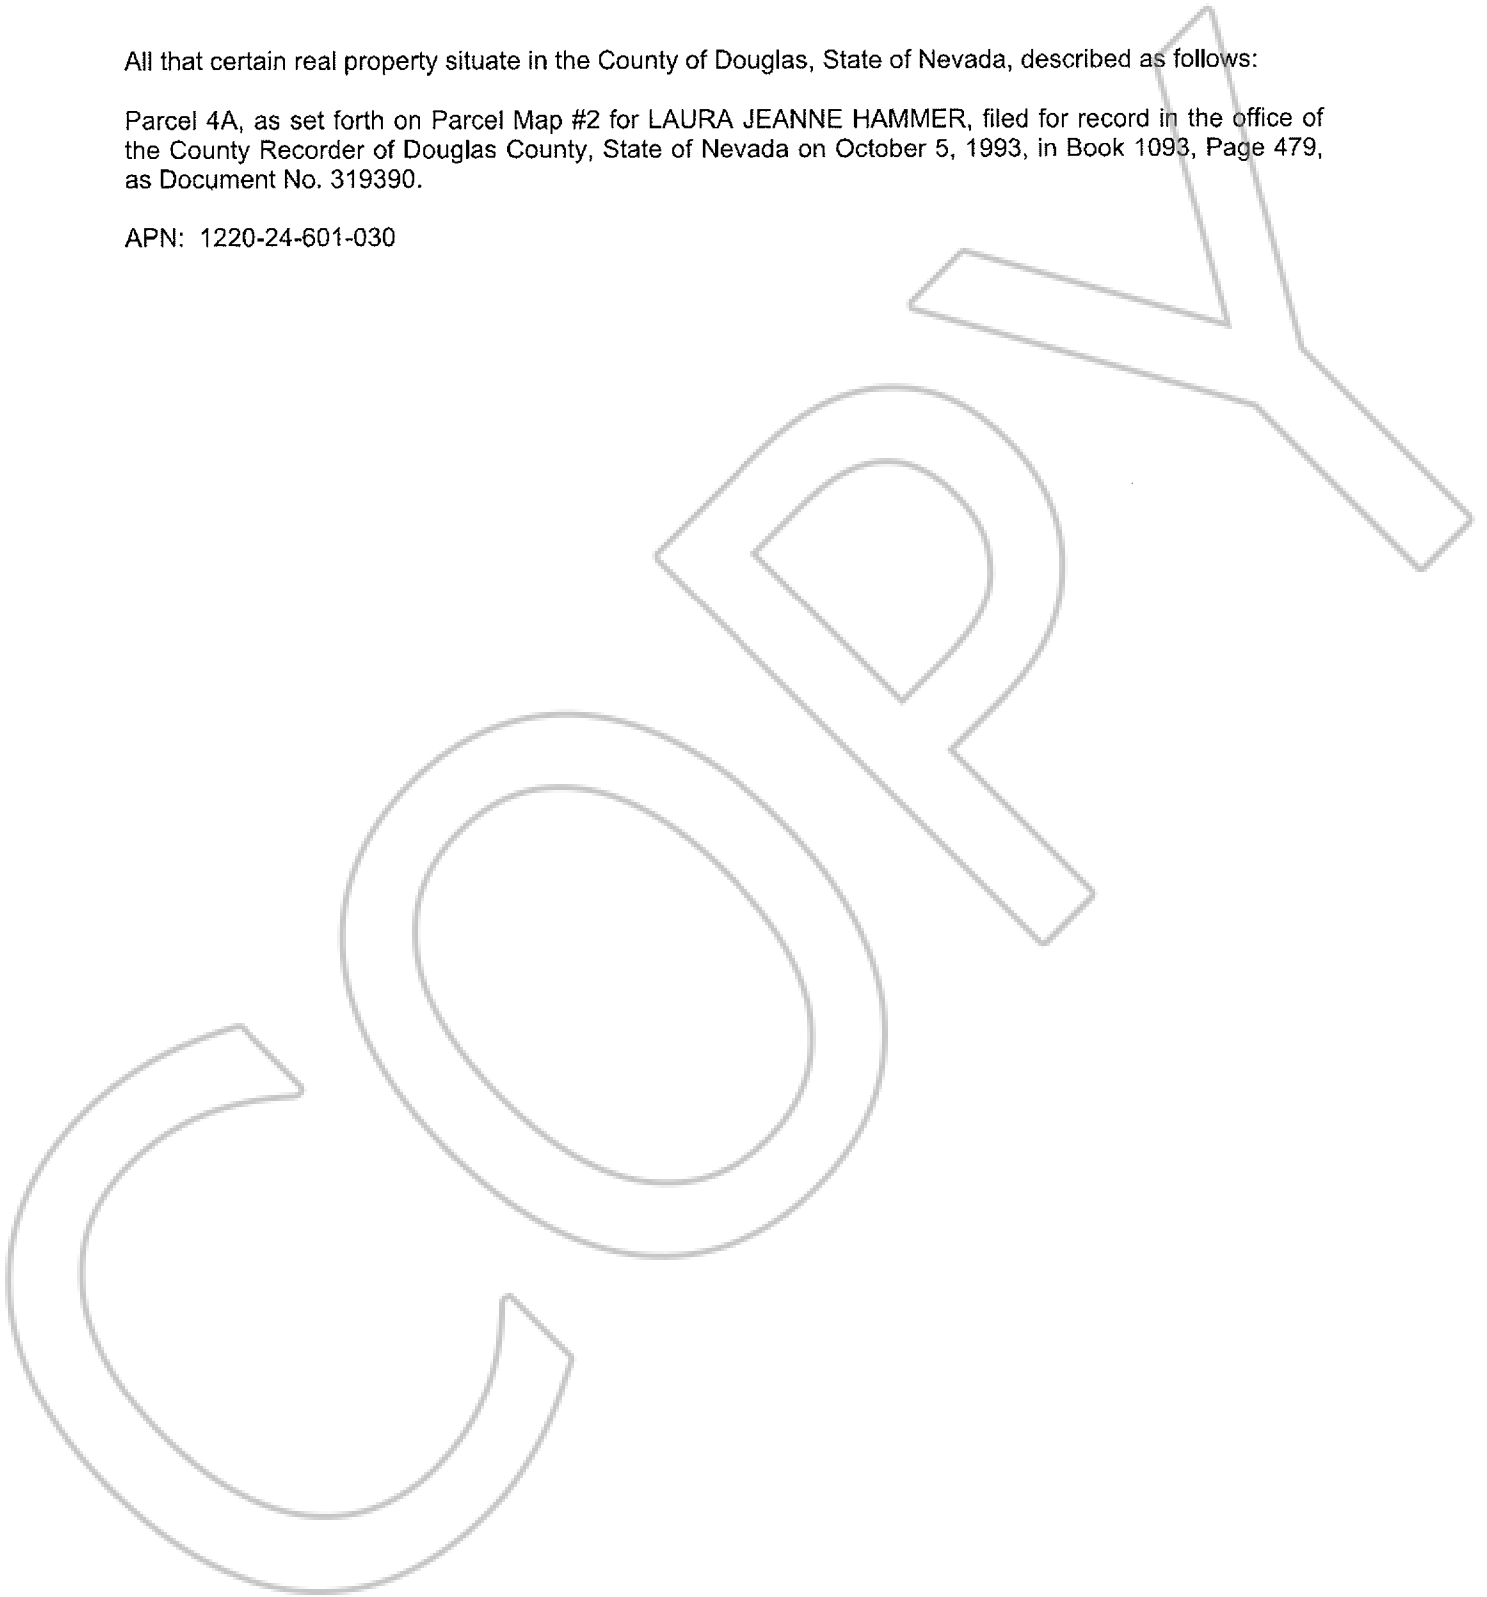 All that certain real property situate in the County of Douglas, State of Nevada, described as follows:
Parcel 4A, as set forth on Parcel Map #2 for LAURA JEANNE HAMMER, filed for record in the office of
the County Recorder of Douglas County, State of Nevada on October 5, 1993, in Book 1093, Page 479,
as Document No. 319390.
APN: 1220-24-601-030
COPY